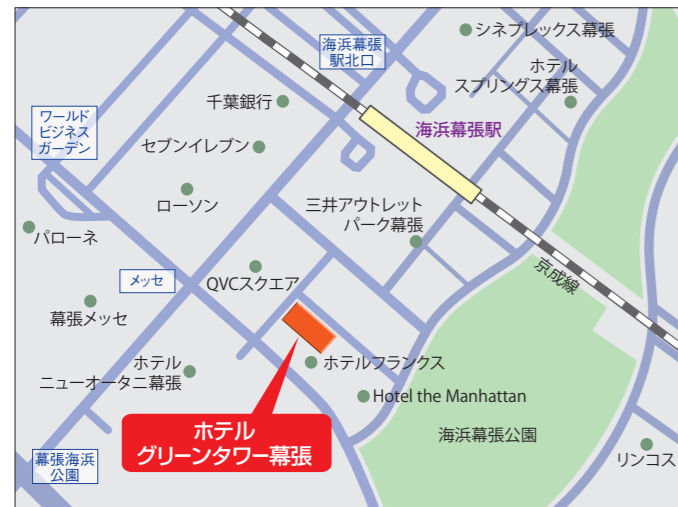 シネプレックス幕張
海浜幕張
駅北口
ホテル
スプリングス幕張
千葉銀行
ワールド
ビジネス
ガーデン
海浜幕張駅
セブンイレブン
ローソン
三井アウトレット
パーク幕張
パローネ
京成線
メッセ
QVCスクエア
幕張メッセ
ホテル
ニューオータニ幕張
ホテルフランクス
Hotel the Manhattan
ホテル
グリーンタワー幕張
海浜幕張公園
幕張海浜
公園
リンコス